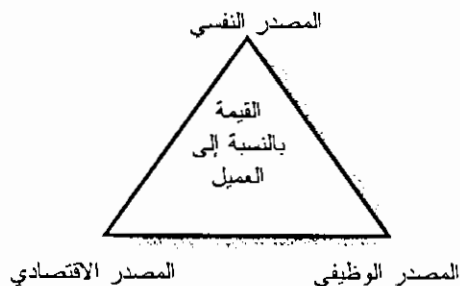 المصدر النفسي
القيمة
بالنسبة إلى
العميل
المصدر الوظيفي
المصدر الاقتصادي